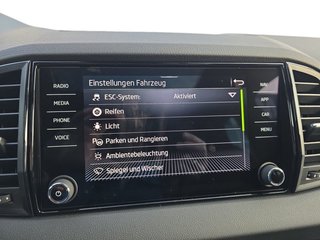 RADIO
MEDIA
PHONE
VOICE
Einstellungen Fahrzeug
ESC-System: Aktiviert
Reifen
Licht
Parken und Rangieren
Ambientebeleuchtung
Spiegel und Wischer
NAV
APP
CAR
MENU